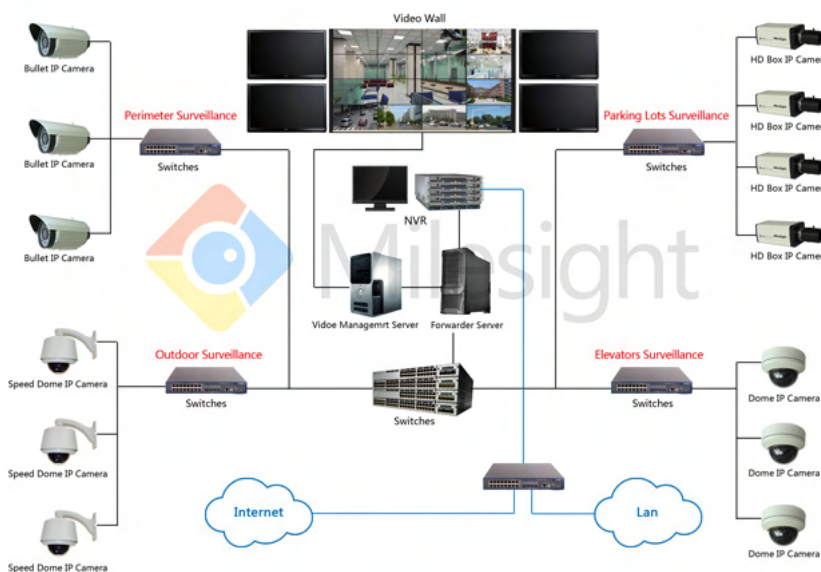 Video Wall
Bullet IP Camera
Bullet IP Camera
Bullet IP Camera
Perimeter Surveillance
Switches
Parking Lots Surveillance
Switches
HD Box IP Camera
HD Box IP Camera
HD Box IP Camera
HD Box IP Camera
NVR
Milesight
Vidoe Managemrt Server
Forwarder Server
Outdoor Surveillance
Switches
Speed Dome IP Camera
Speed Dome IP Camera
Speed Dome IP Camera
Switches
Elevators Surveillance
Switches
Dome IP Camera
Dome IP Camera
Dome IP Camera
Internet
Lan